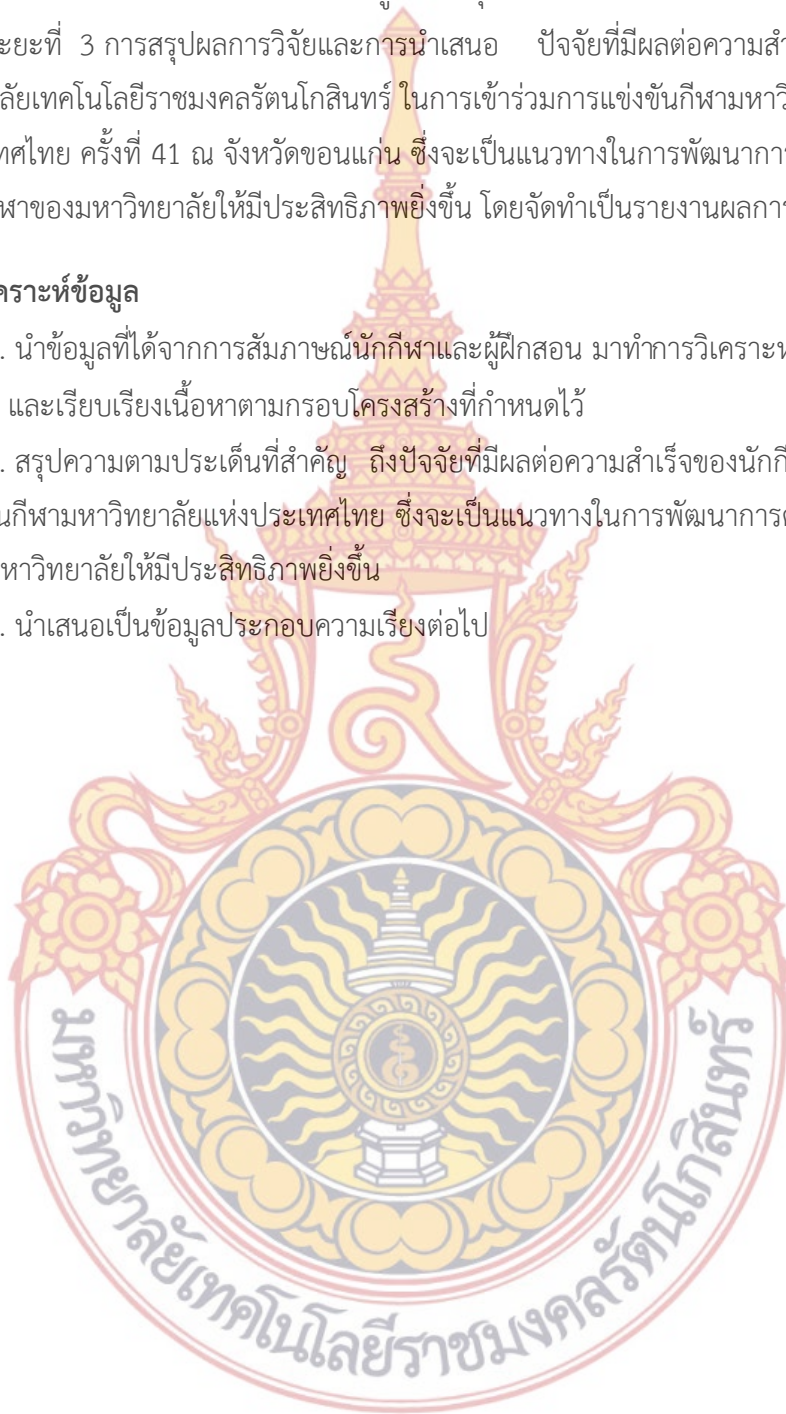 ะยะที่ 3 การสรุปผลการวิจัยและการนำเสนอ ปัจจัยที่มีผลต่อความสำ
ลัยเทคโนโลยีราชมงคลรัตนโกสินทร์ ในการเข้าร่วมการแข่งขันกีฬามหาวิ
ทศไทย ครั้งที่ 41 ณ จังหวัดขอนแก่น ซึ่งจะเป็นแนวทางในการพัฒนาการ
ฬาของมหาวิทยาลัยให้มีประสิทธิภาพยิ่งขึ้น โดยจัดทำเป็นรายงานผลการ
คราะห์ข้อมูล
. นำข้อมูลที่ได้จากการสัมภาษณ์นักกีฬาและผู้ฝึกสอน มาทำการวิเคราะห
และเรียบเรียงเนื้อหาตามกรอบโครงสร้างที่กำหนดไว้
. สรุปความตามประเด็นที่สำคัญ ถึงปัจจัยที่มีผลต่อความสำเร็จของนักกี
นกีฬามหาวิทยาลัยแห่งประเทศไทย ซึ่งจะเป็นแนวทางในการพัฒนาการด
หาวิทยาลัยให้มีประสิทธิภาพยิ่งขึ้น
. นำเสนอเป็นข้อมูลประกอบความเรียงต่อไป
มหาวิทยาลัยเทคโนโลยีราชมงคลรัตนโกสินทร์